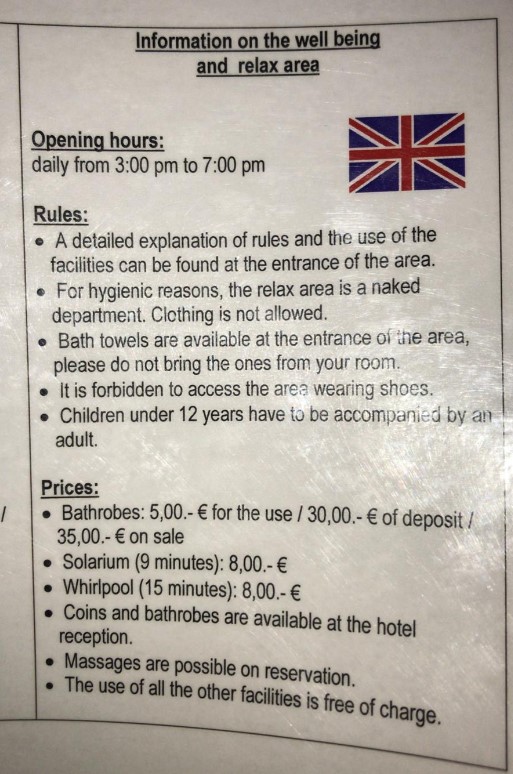 Information on the well being
and relax area
Opening hours:
daily from 3:00 pm to 7:00 pm
Rules:
• A detailed explanation of rules and the use of the
facilities can be found at the entrance of the area.
• For hygienic reasons, the relax area is a naked
department. Clothing is not allowed.
• Bath towels are available at the entrance of the area,
please do not bring the ones from your room.
• It is forbidden to access the area wearing shoes.
• Children under 12 years have to be accompanied by an
adult.
Prices:
• Bathrobes: 5,00.- € for the use / 30,00.- € of deposit /
35,00.- € on sale
• Solarium (9 minutes): 8,00.- €
• Whirlpool (15 minutes): 8,00.- €
• Coins and bathrobes are available at the hotel
reception.
• Massages are possible on reservation.
• The use of all the other facilities is free of charge.
/